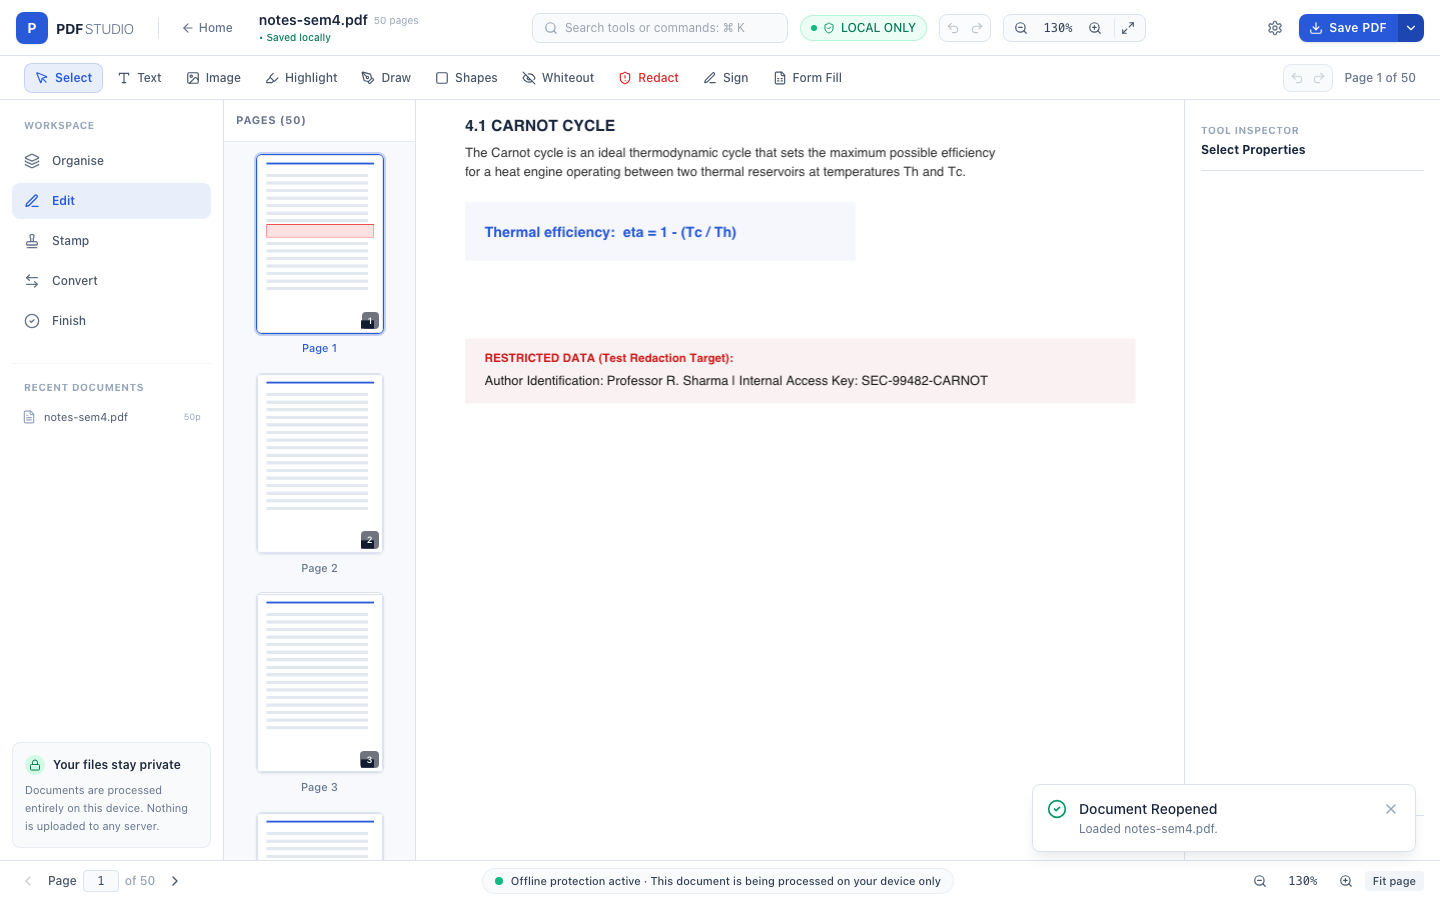 P PDFSTUDIO
Home
notes-sem4.pdf 50 pages
• Saved locally
Search tools or commands: ⌘ K
LOCAL ONLY
130%
Save PDF
Select
Text
Image
Highlight
Draw
Shapes
Whiteout
Redact
Sign
Form Fill
Page 1 of 50
WORKSPACE
Organise
Edit
Stamp
Convert
Finish
RECENT DOCUMENTS
notes-sem4.pdf 50p
Your files stay private
Documents are processed
entirely on this device. Nothing
is uploaded to any server.
PAGES (50)
1
Page 1
2
Page 2
3
Page 3
4.1 CARNOT CYCLE
The Carnot cycle is an ideal thermodynamic cycle that sets the maximum possible efficiency
for a heat engine operating between two thermal reservoirs at temperatures Th and Tc.
Thermal efficiency: eta = 1 - (Tc / Th)
RESTRICTED DATA (Test Redaction Target):
Author Identification: Professor R. Sharma | Internal Access Key: SEC-99482-CARNOT
TOOL INSPECTOR
Select Properties
Document Reopened
Loaded notes-sem4.pdf.
Page 1 of 50
Offline protection active · This document is being processed on your device only
130%
Fit page